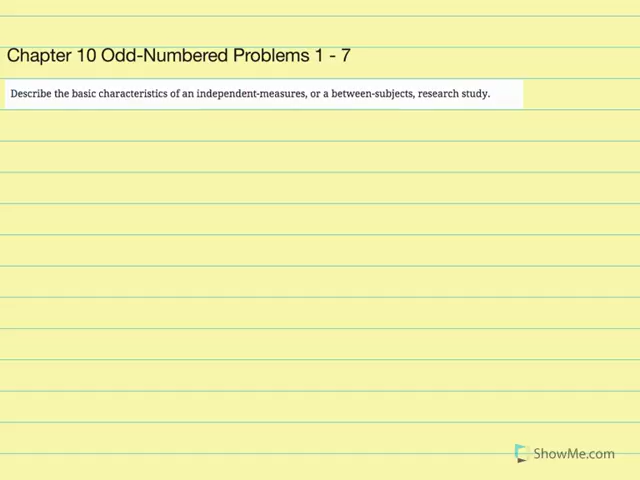 Chapter 10 Odd-Numbered Problems 1 - 7
Describe the basic characteristics of an independent-measures, or a between-subjects, research study.
ShowMe.com